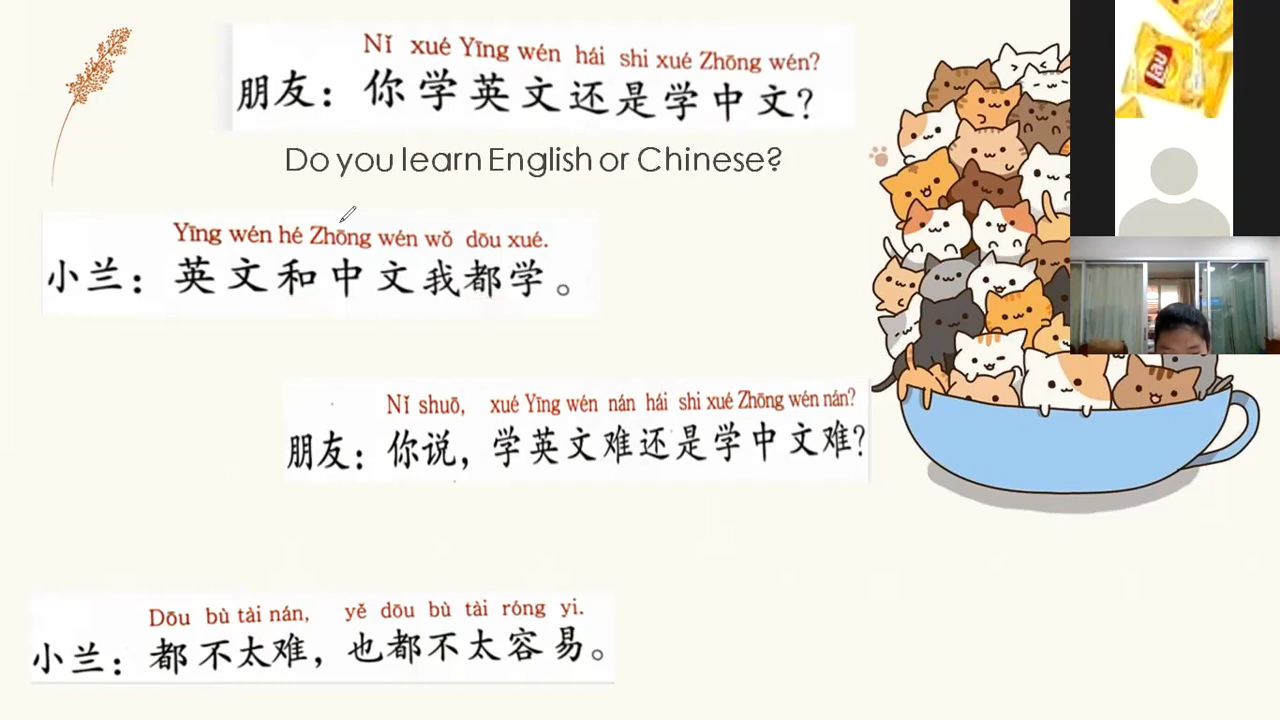 Nǐ xué Yīng wén hái shi xué Zhōng wén?
朋友：你学英文还是学中文？
Do you learn English or Chinese?
Yīng wén hé Zhōng wén wǒ dōu xué.
小兰：英文和中文我都学。
Nǐ shuō, xué Yīng wén nán hái shi xué Zhōng wén nán?
朋友：你说，学英文难还是学中文难？
Dōu bù tài nán, yě dōu bù tài róng yi.
小兰：都不太难，也都不太容易。
Lay's